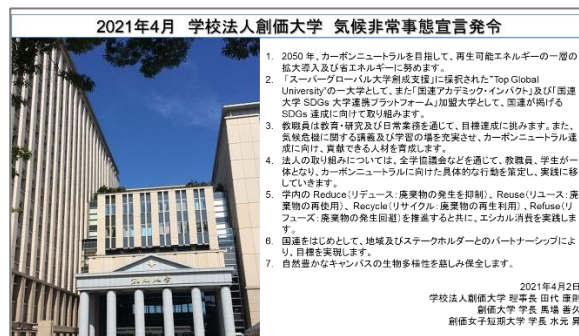 2021年4月　学校法人創価大学　気候非常事態宣言発令
1. 2050 年、カーボンニュートラルを目指して、再生可能エネルギーの一層の
拡大導入及び省エネルギーに努めます。
2. 「スーパーグローバル大学創成支援」に採択された"Top Global
University"の一大学として、また「国連アカデミック・インパクト」及び「国連
大学 SDGs 大学連携プラットフォーム」加盟大学として、国連が掲げる
SDGs 達成に向けて取り組みます。
3. 教職員は教育・研究及び日常業務を通じて、目標達成に挑みます。また、
気候危機に関する講義及び学習の場を充実させ、カーボンニュートラル達
成に向け、貢献できる人材を育成します。
4. 法人の取り組みについては、全学協議会などを通じて、教職員、学生が一
体となり、カーボンニュートラルに向けた具体的な行動を策定し、実践に移
していきます。
5. 学内の Reduce（リデュース：廃棄物の発生を抑制）、Reuse（リユース：廃
棄物の再使用）、Recycle（リサイクル：廃棄物の再生利用）、Refuse（リ
フューズ：廃棄物の発生回避）を推進すると共に、エシカル消費を実践しま
す。
6. 国連をはじめとして、地域及びステークホルダーとのパートナーシップによ
り、目標を実現します。
7. 自然豊かなキャンパスの生物多様性を慈しみ保全します。
2021年4月2日
学校法人創価大学 理事長 田代 康則
創価大学 学長 馬場 善久
創価女子短期大学 学長 水元 昇